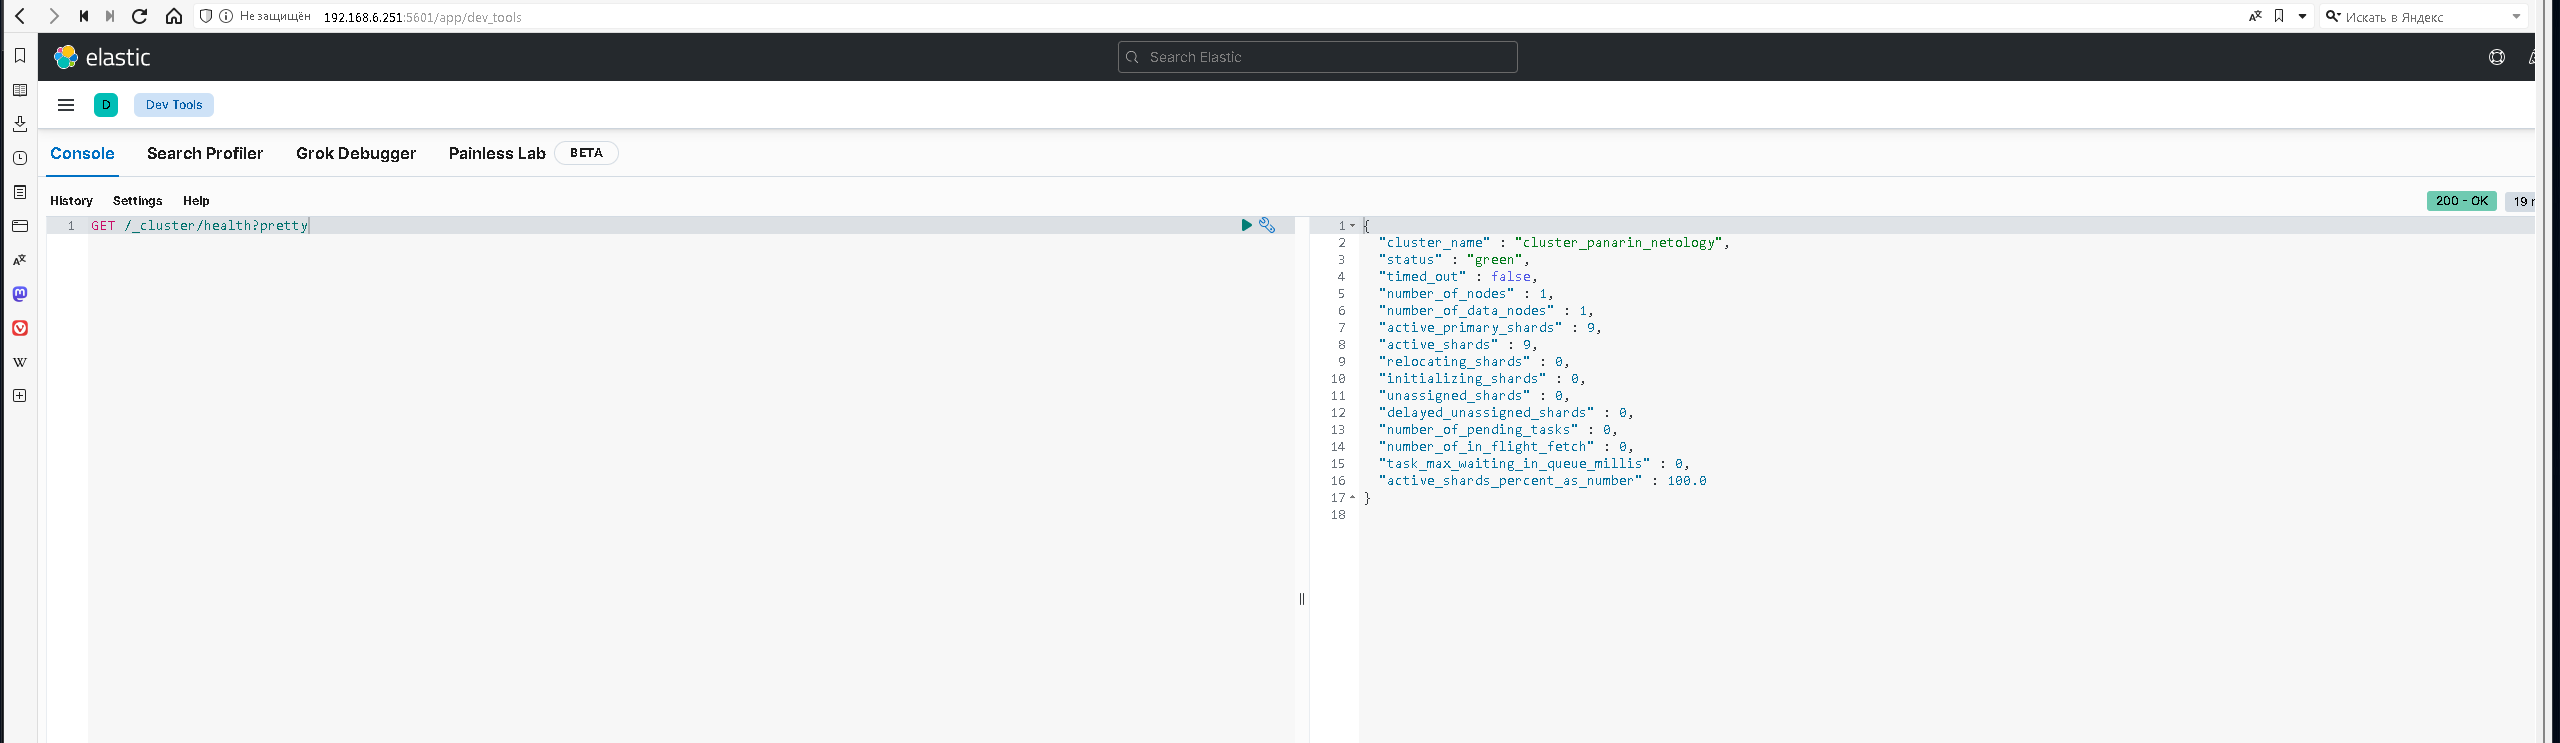 Не защищён 192.168.6.251:5601/app/dev_tools Искать в Яндекс
elastic Search Elastic
D Dev Tools
Console Search Profiler Grok Debugger Painless Lab BETA
History Settings Help 200 - OK 19
1 GET /_cluster/health?pretty
1 {
2 "cluster_name" : "cluster_panarin_netology",
3 "status" : "green",
4 "timed_out" : false,
5 "number_of_nodes" : 1,
6 "number_of_data_nodes" : 1,
7 "active_primary_shards" : 9,
8 "active_shards" : 9,
9 "relocating_shards" : 0,
10 "initializing_shards" : 0,
11 "unassigned_shards" : 0,
12 "delayed_unassigned_shards" : 0,
13 "number_of_pending_tasks" : 0,
14 "number_of_in_flight_fetch" : 0,
15 "task_max_waiting_in_queue_millis" : 0,
16 "active_shards_percent_as_number" : 100.0
17 }
18